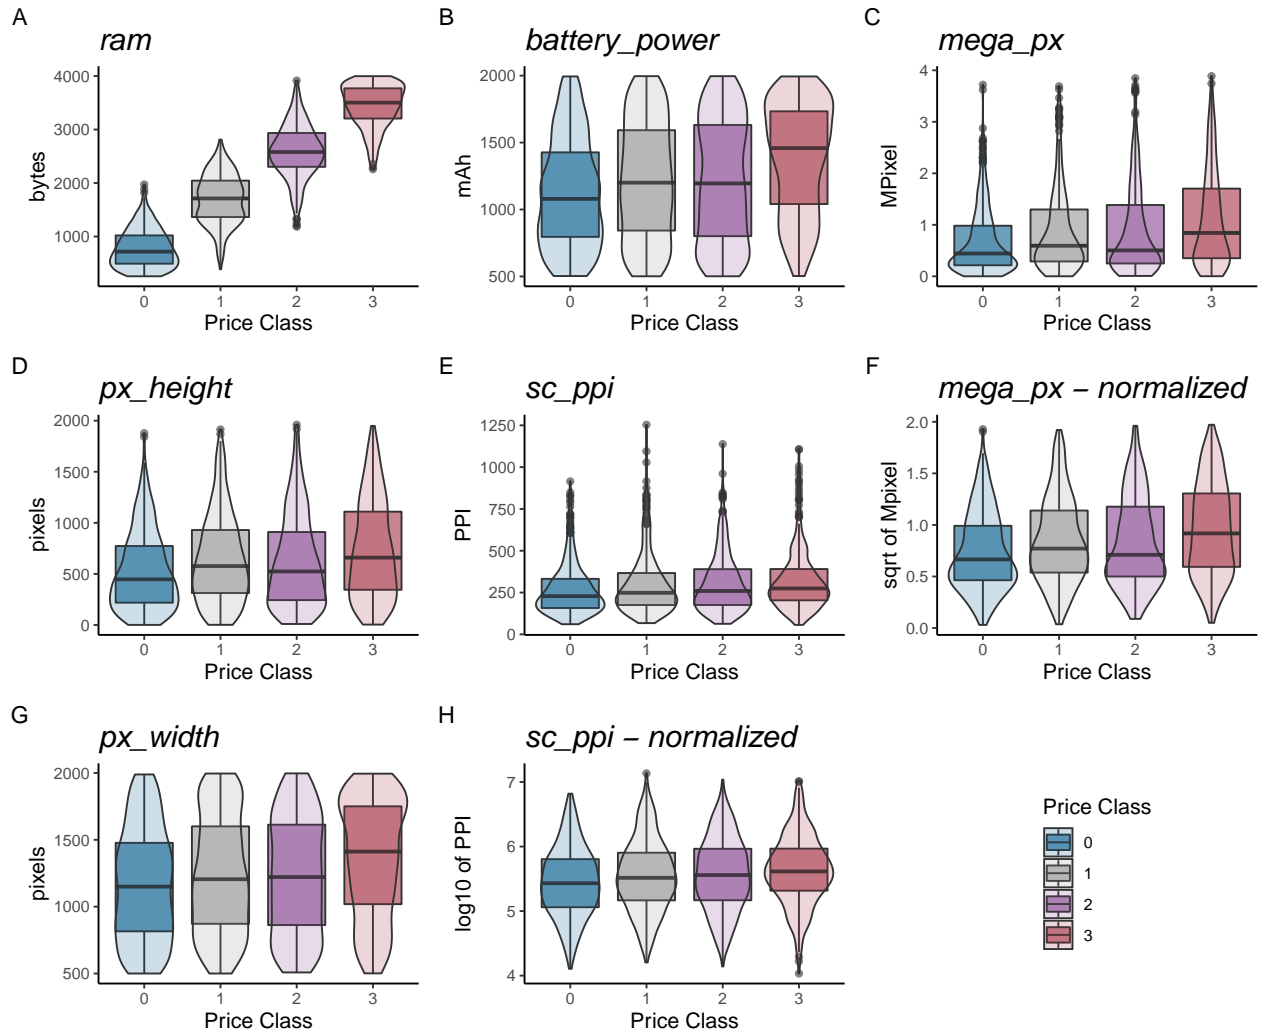 A
ram
bytes
4000
3000
2000
1000
0 1 2 3
Price Class
B
battery_power
mAh
2000
1500
1000
500
0 1 2 3
Price Class
C
mega_px
MPixel
4
3
2
1
0
0 1 2 3
Price Class
D
px_height
pixels
2000
1500
1000
500
0
0 1 2 3
Price Class
E
sc_ppi
PPI
1250
1000
750
500
250
0
0 1 2 3
Price Class
F
mega_px − normalized
sqrt of Mpixel
2.0
1.5
1.0
0.5
0.0
0 1 2 3
Price Class
G
px_width
pixels
2000
1500
1000
500
0 1 2 3
Price Class
H
sc_ppi − normalized
log10 of PPI
7
6
5
4
0 1 2 3
Price Class
Price Class
0
1
2
3